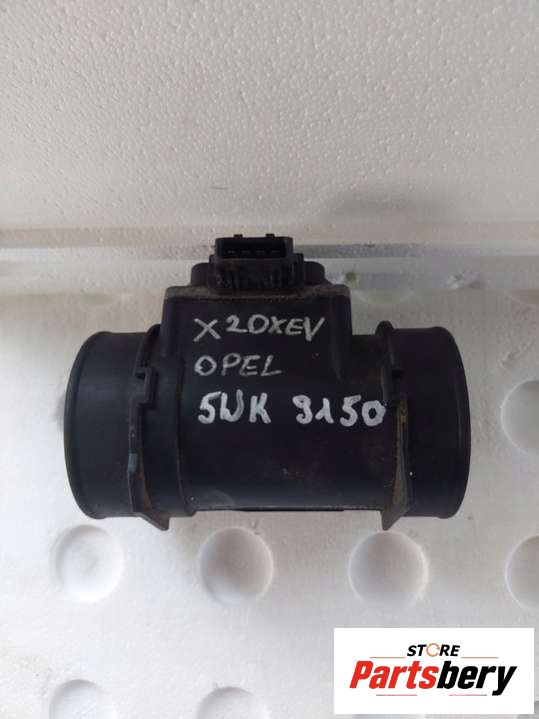 X20XEV
OPEL
5WK 9150
STORE
Partsbery